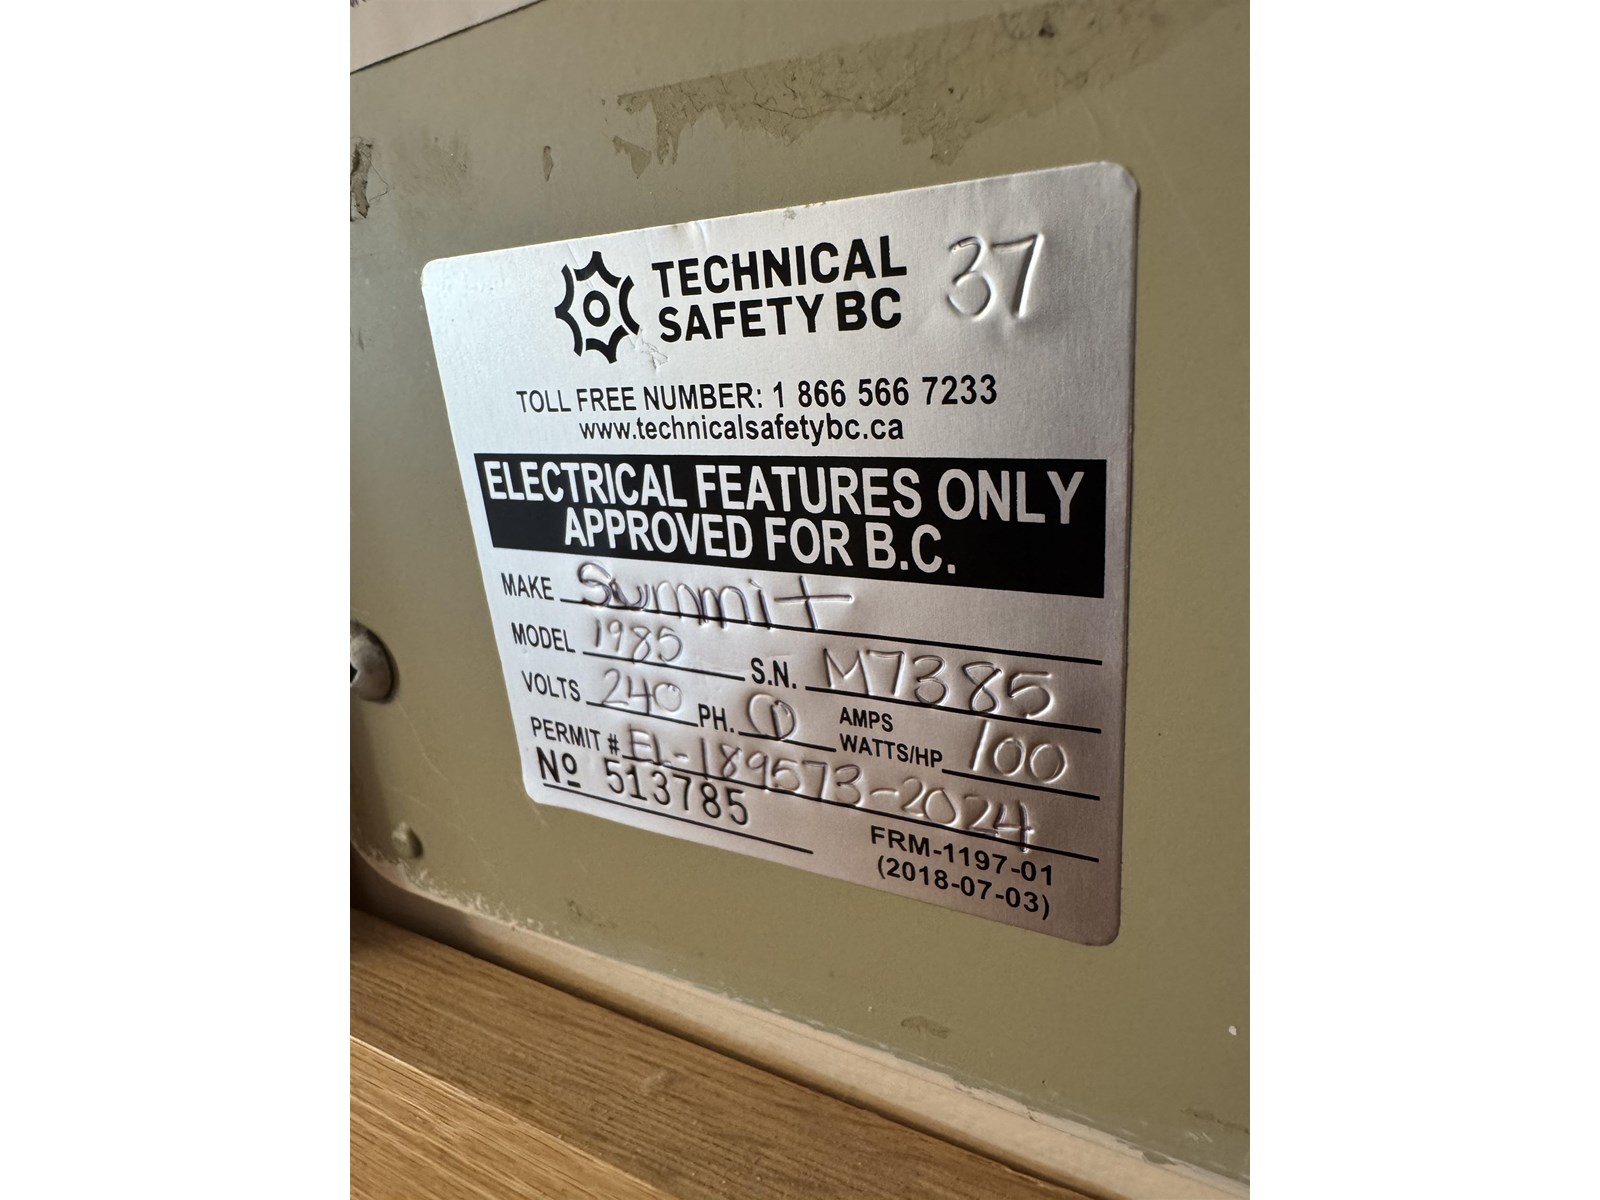 TECHNICAL
SAFETY BC
37
TOLL FREE NUMBER: 1 866 566 7233
www.technicalsafetybc.ca
ELECTRICAL FEATURES ONLY
APPROVED FOR B.C.
MAKE Summit
MODEL 1985 S.N. M7385
VOLTS 240 PH. 1 AMPS WATTS/HP 100
PERMIT # EL-189573-2024
No 513785
FRM-1197-01
(2018-07-03)